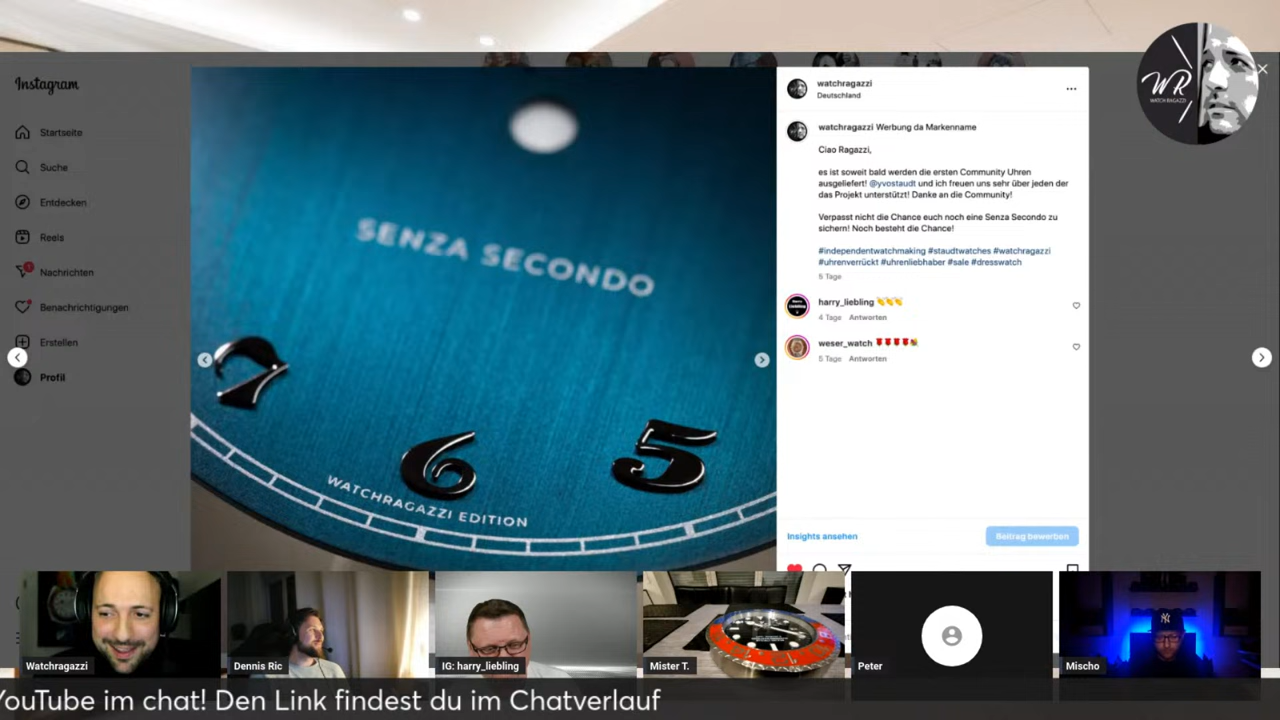 Instagram
Startseite
Suche
Entdecken
Reels
1
Nachrichten
Benachrichtigungen
Erstellen
Profil
SENZA SECONDO
7
6
5
WATCHRAGAZZI EDITION
watchragazzi
Deutschland
watchragazzi Werbung da Markenname
Ciao Ragazzi,
es ist soweit bald werden die ersten Community Uhren
ausgeliefert! @yvostaudt und ich freuen uns sehr über jeden der
das Projekt unterstützt! Danke an die Community!
Verpasst nicht die Chance euch noch eine Senza Secondo zu
sichern! Noch besteht die Chance!
#independentwatchmaking #staudtwatches #watchragazzi
#uhrenverrückt #uhrenliebhaber #sale #dresswatch
5 Tage
harry_liebling 👏👏👏
4 Tage Antworten
weser_watch
5 Tage Antworten
Insights ansehen
Beitrag bewerben
WR
WATCH RAGAZZI
Watchragazzi
Dennis Ric
IG: harry_liebling
Mister T.
Peter
Mischo
YouTube im chat! Den Link findest du im Chatverlauf